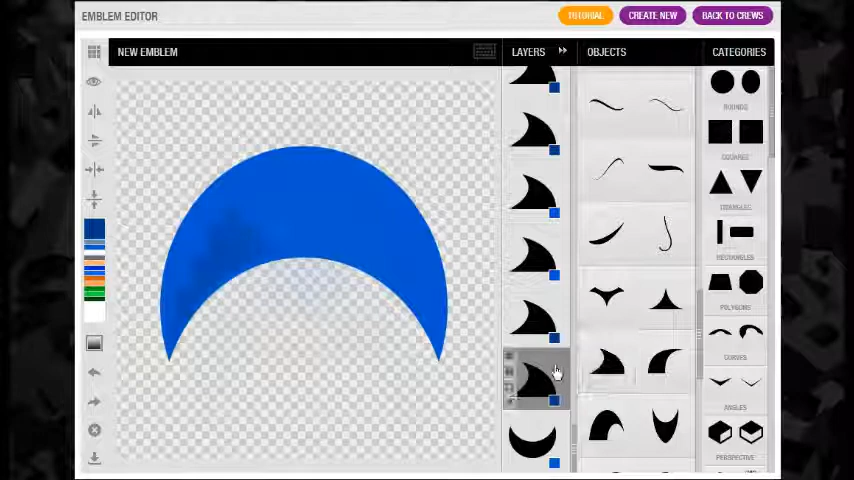 EMBLEM EDITOR
TUTORIAL
CREATE NEW
BACK TO CREWS
NEW EMBLEM
LAYERS
OBJECTS
CATEGORIES
ROUNDS
SQUARES
TRIANGLES
RECTANGLES
POLYGONS
CURVES
ANGLES
PERSPECTIVE